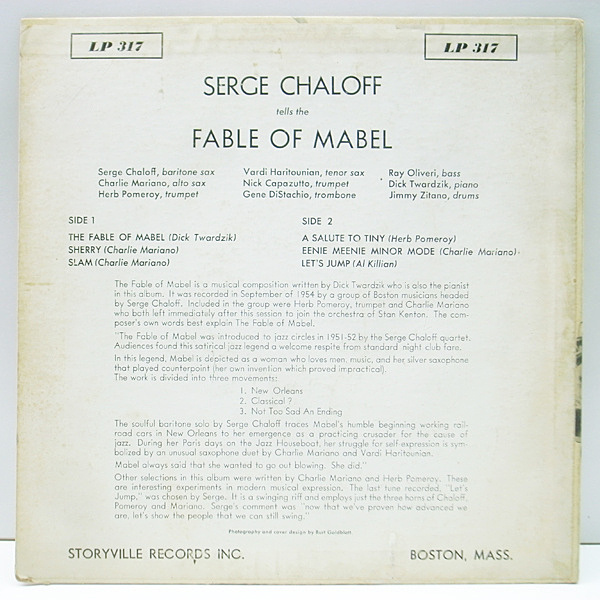 LP 317 LP 317
SERGE CHALOFF
tells the
FABLE OF MABEL
Serge Chaloff, baritone sax Vardi Haritounian, tenor sax Ray Oliveri, bass
Charlie Mariano, alto sax Nick Capazutto, trumpet Dick Twardzik, piano
Herb Pomeroy, trumpet Gene DiStachio, trombone Jimmy Zitano, drums
SIDE 1 SIDE 2
THE FABLE OF MABEL (Dick Twardzik) A SALUTE TO TINY (Herb Pomeroy)
SHERRY (Charlie Mariano) EENIE MEENIE MINOR MODE (Charlie Mariano)
SLAM (Charlie Mariano) LET'S JUMP (Al Killian)
The Fable of Mabel is a musical composition written by Dick Twardzik who is also the pianist
in this album. It was recorded in September of 1954 by a group of Boston musicians headed
by Serge Chaloff. Included in the group were Herb Pomeroy, trumpet and Charlie Mariano
who both left immediately after this session to join the orchestra of Stan Kenton. The com-
poser's own words best explain The Fable of Mabel.
"The Fable of Mabel was introduced to jazz circles in 1951-52 by the Serge Chaloff quartet.
Audiences found this satirical jazz legend a welcome respite from standard night club fare.
In this legend, Mabel is depicted as a woman who loves men, music, and her silver saxophone
that played counterpoint (her own invention which proved impractical).
The work is divided into three movements:
1. New Orleans
2. Classical ?
3. Not Too Sad An Ending
The soulful baritone solo by Serge Chaloff traces Mabel's humble beginning working rail-
road cars in New Orleans to her emergence as a practicing crusader for the cause of
jazz. During her Paris days on the Jazz Houseboat, her struggle for self-expression is sym-
bolized by an unusual saxophone duet by Charlie Mariano and Vardi Haritounian.
Mabel always said that she wanted to go out blowing. She did."
Other selections in this album were written by Charlie Mariano and Herb Pomeroy. These
are interesting experiments in modern musical expression. The last tune recorded, "Let's
Jump," was chosen by Serge. It is a swinging riff and employs just the three horns of Chaloff,
Pomeroy and Mariano. Serge's comment was "now that we've proven how advanced we
are, let's show the people that we can still swing."
Photography and cover design by Burt Goldblatt
STORYVILLE RECORDS INC. BOSTON, MASS.